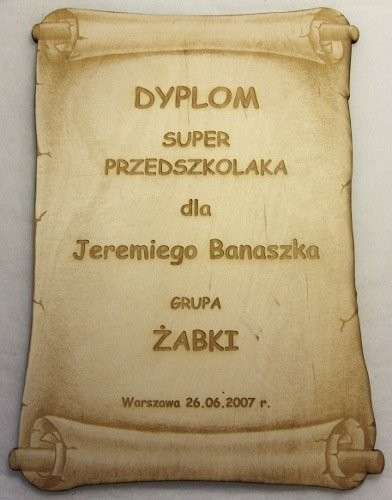 DYPLOM
SUPER
PRZEDSZKOLAKA
dla
Jeremiego Banaszka
GRUPA
ŻABKI
Warszawa 26.06.2007 r.